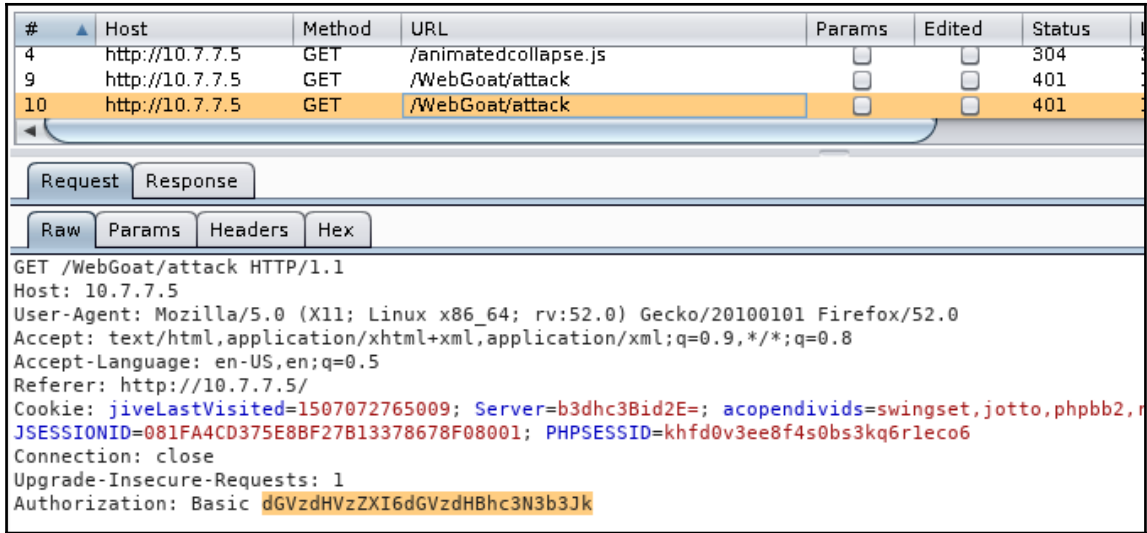 # Host Method URL Params Edited Status
4 http://10.7.7.5 GET /animatedcollapse.js 304
9 http://10.7.7.5 GET /WebGoat/attack 401
10 http://10.7.7.5 GET /WebGoat/attack 401
Request Response
Raw Params Headers Hex
GET /WebGoat/attack HTTP/1.1
Host: 10.7.7.5
User-Agent: Mozilla/5.0 (X11; Linux x86_64; rv:52.0) Gecko/20100101 Firefox/52.0
Accept: text/html,application/xhtml+xml,application/xml;q=0.9,*/*;q=0.8
Accept-Language: en-US,en;q=0.5
Referer: http://10.7.7.5/
Cookie: jiveLastVisited=1507072765009; Server=b3dhc3Bid2E=; acopendivids=swingset,jotto,phpbb2,
JSESSIONID=081FA4CD375E8BF27B13378678F08001; PHPSESSID=khfd0v3ee8f4s0bs3kq6r1eco6
Connection: close
Upgrade-Insecure-Requests: 1
Authorization: Basic dGVzdHVzZXI6dGVzdHBhc3N3b3Jk